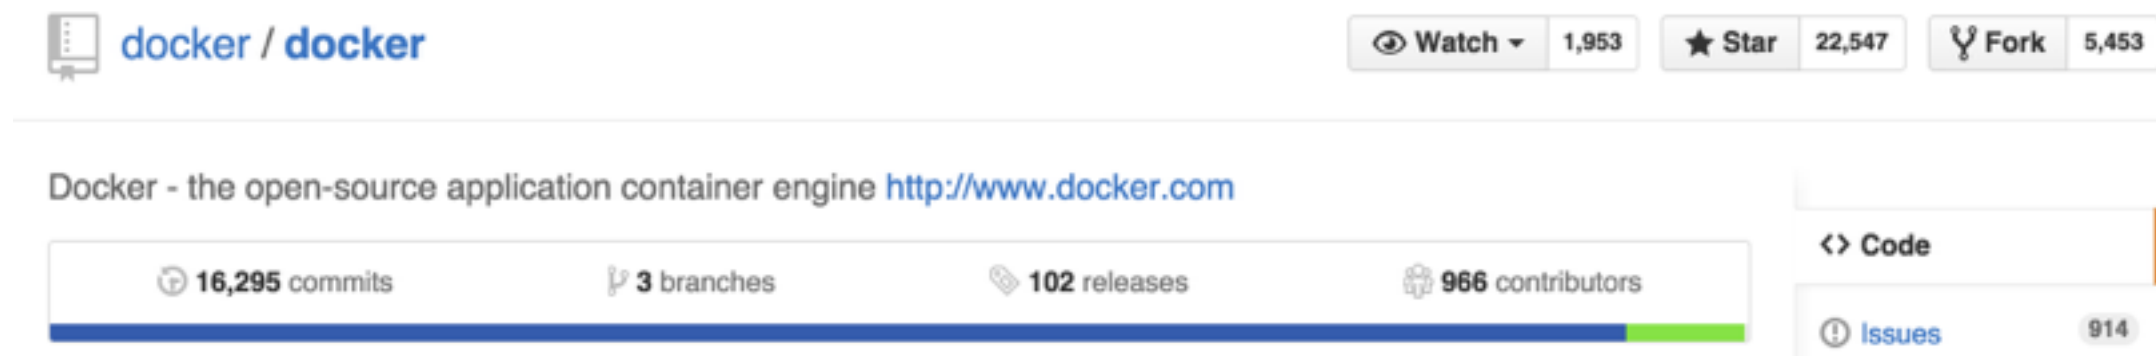 docker / docker
Watch 1,953 Star 22,547 Fork 5,453
Docker - the open-source application container engine http://www.docker.com
16,295 commits 3 branches 102 releases 966 contributors
Code
Issues 914